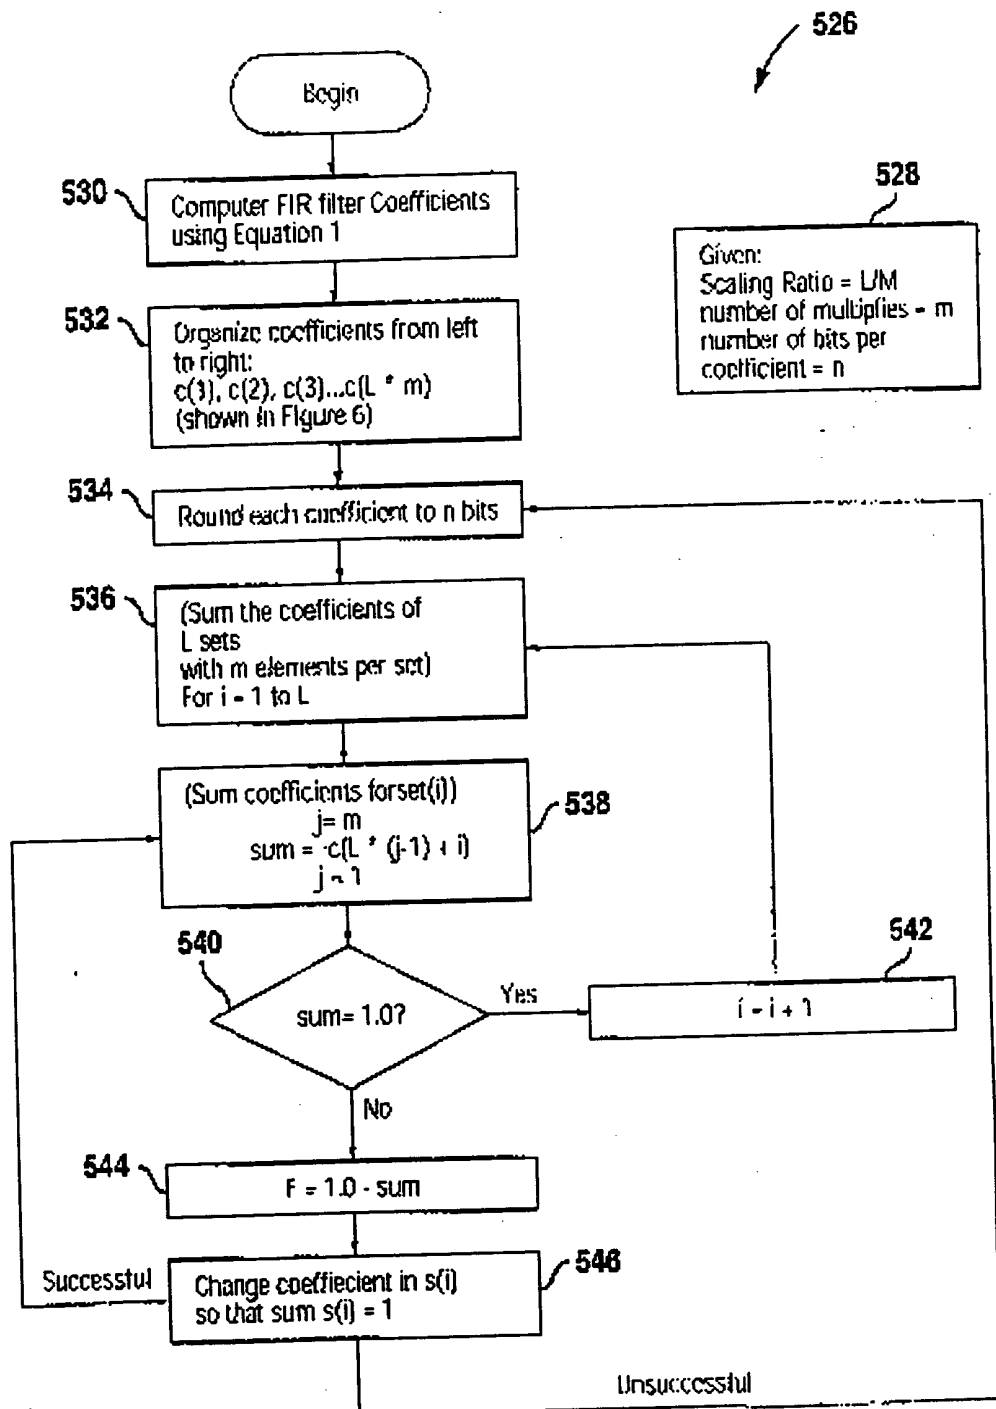 526
Begin
528
530
Computer FIR filter Coefficients
using Equation 1
Given:
Scaling Ratio = L/M
number of multiplies = m
number of bits per
coefficient = n
532
Organize coefficients from left
to right:
c(1), c(2), c(3)...c(L * m)
(shown in Figure 6)
534
Round each coefficient to n bits
536
(Sum the coefficients of
L sets
with m elements per set)
For i = 1 to L
(Sum coefficients forset(i))
j= m
sum = c(L * (j-1) + i)
j = 1
538
540
sum= 1.0?
Yes
542
i = i + 1
No
544
F = 1.0 - sum
546
Successful
Change coeffiecient in s(i)
so that sum s(i) = 1
Unsuccessful